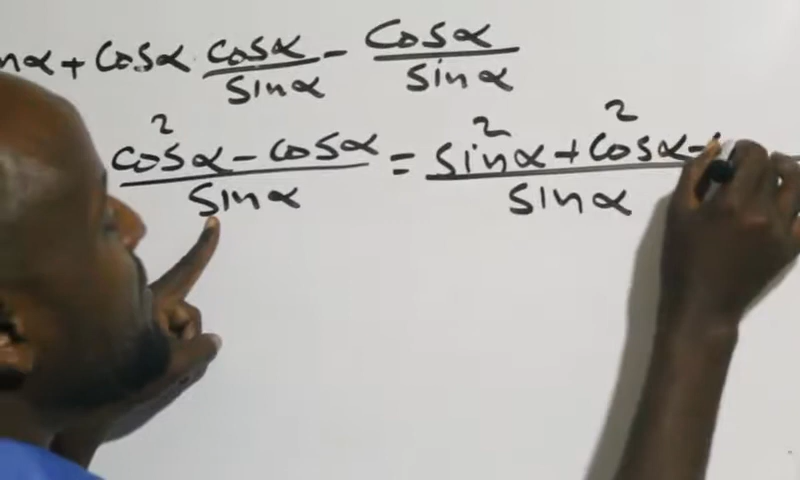 nα + cosα · cosα/sinα - cosα/sinα
cos²α - cosα/sinα = sin²α + cos²α -/sinα